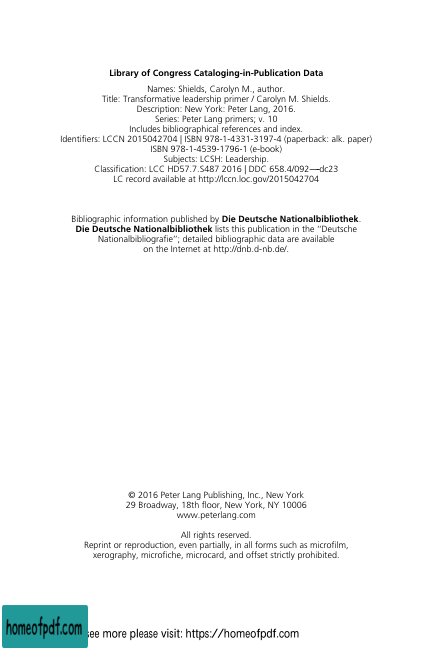 Library of Congress Cataloging-in-Publication Data
Names: Shields, Carolyn M., author.
Title: Transformative leadership primer / Carolyn M. Shields.
Description: New York: Peter Lang, 2016.
Series: Peter Lang primers; v. 10
Includes bibliographical references and index.
Identifiers: LCCN 2015042704 | ISBN 978-1-4331-3197-4 (paperback: alk. paper)
ISBN 978-1-4539-1796-1 (e-book)
Subjects: LCSH: Leadership.
Classification: LCC HD57.7.S487 2016 | DDC 658.4/092—dc23
LC record available at http://lccn.loc.gov/2015042704
Bibliographic information published by Die Deutsche Nationalbibliothek.
Die Deutsche Nationalbibliothek lists this publication in the “Deutsche
Nationalbibliografie”; detailed bibliographic data are available
on the Internet at http://dnb.d-nb.de/.
© 2016 Peter Lang Publishing, Inc., New York
29 Broadway, 18th floor, New York, NY 10006
www.peterlang.com
All rights reserved.
Reprint or reproduction, even partially, in all forms such as microfilm,
xerography, microfiche, microcard, and offset strictly prohibited.
homeofpdf.com
see more please visit: https://homeofpdf.com